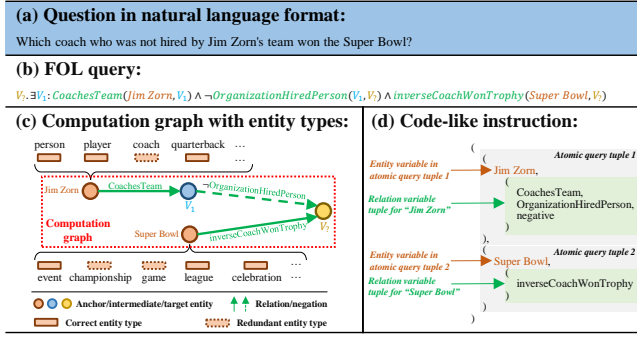 (a) Question in natural language format:
Which coach who was not hired by Jim Zorn's team won the Super Bowl?
(b) FOL query:
V?.∃V1: CoachesTeam(Jim Zorn, V1) ∧ ¬OrganizationHiredPerson(V1, V?) ∧ inverseCoachWonTrophy(Super Bowl, V?)
(c) Computation graph with entity types:
person player coach quarterback ...
...
Jim Zorn
CoachesTeam
V1
¬OrganizationHiredPerson
V?
Computation
graph
Super Bowl
inverseCoachWonTrophy
...
event championship game league celebration ...
Anchor/intermediate/target entity
Relation/negation
Correct entity type
Redundant entity type
(d) Code-like instruction:
(
Atomic query tuple 1
(
Entity variable in
atomic query tuple 1
Jim Zorn,
(
Relation variable
tuple for "Jim Zorn"
CoachesTeam,
OrganizationHiredPerson,
negative
)
),
Atomic query tuple 2
(
Entity variable in
atomic query tuple 2
Super Bowl,
(
Relation variable
tuple for "Super Bowl"
inverseCoachWonTrophy
)
)
)